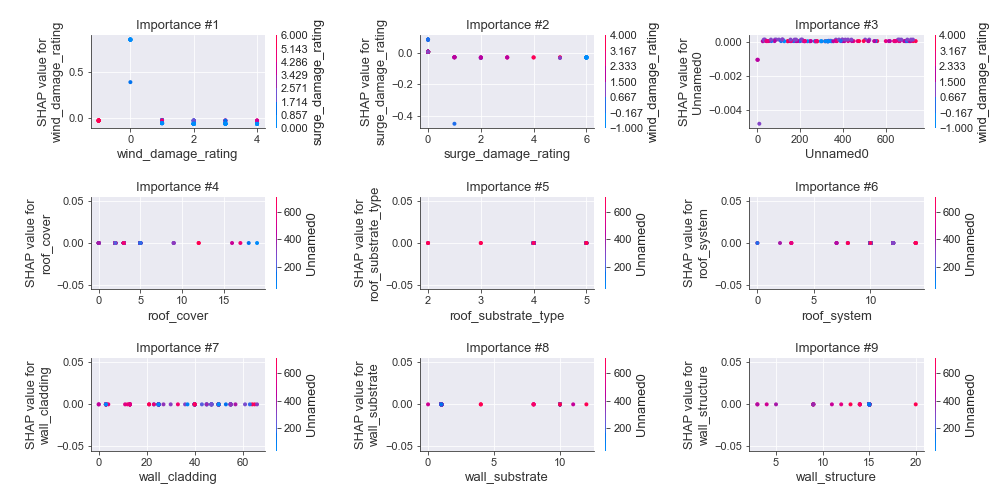 Importance #1
SHAP value for
wind_damage_rating
0.5
0.0
0
2
4
wind_damage_rating
6.000
5.143
4.286
3.429
2.571
1.714
0.857
0.000
surge_damage_rating
Importance #2
SHAP value for
surge_damage_rating
0.0
−0.2
−0.4
0
2
4
6
surge_damage_rating
4.000
3.167
2.333
1.500
0.667
−0.167
−1.000
wind_damage_rating
Importance #3
SHAP value for
Unnamed0
0.000
−0.002
−0.004
0
200
400
600
Unnamed0
4.000
3.167
2.333
1.500
0.667
−0.167
−1.000
wind_damage_rating
Importance #4
SHAP value for
roof_cover
0.05
0.00
−0.05
0
5
10
15
roof_cover
600
400
200
Unnamed0
Importance #5
SHAP value for
roof_substrate_type
0.05
0.00
−0.05
2
3
4
5
roof_substrate_type
600
400
200
Unnamed0
Importance #6
SHAP value for
roof_system
0.05
0.00
−0.05
0
5
10
roof_system
600
400
200
Unnamed0
Importance #7
SHAP value for
wall_cladding
0.05
0.00
−0.05
0
20
40
60
wall_cladding
600
400
200
Unnamed0
Importance #8
SHAP value for
wall_substrate
0.05
0.00
−0.05
0
5
10
wall_substrate
600
400
200
Unnamed0
Importance #9
SHAP value for
wall_structure
0.05
0.00
−0.05
5
10
15
20
wall_structure
600
400
200
Unnamed0